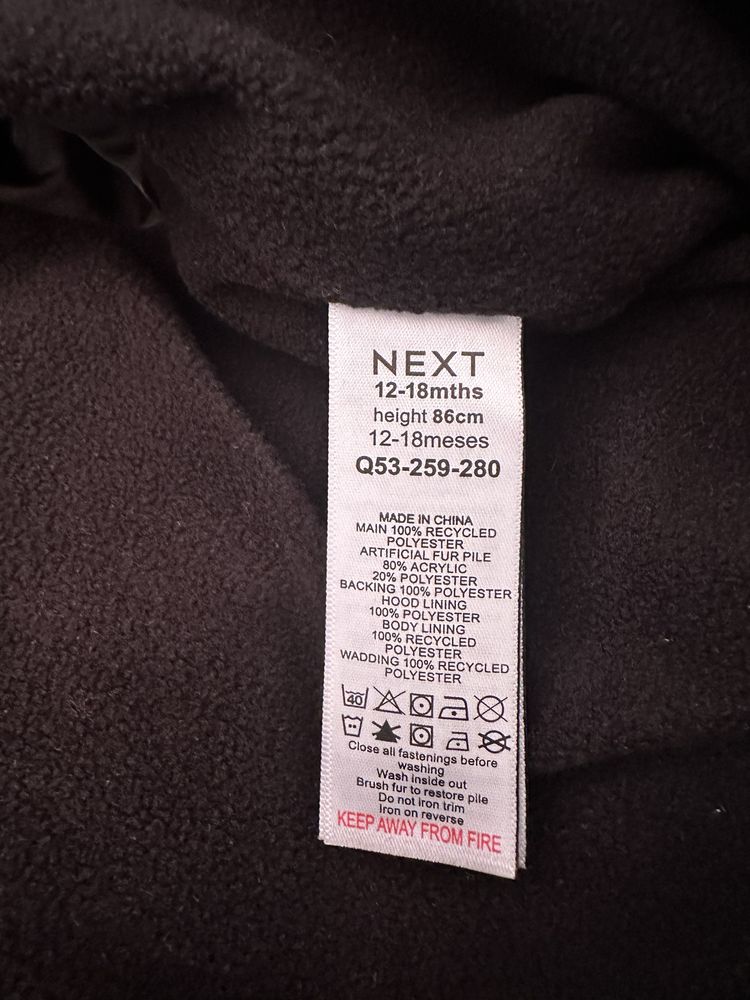 NEXT
12-18mths
height 86cm
12-18meses
Q53-259-280
MADE IN CHINA
MAIN 100% RECYCLED
POLYESTER
ARTIFICIAL FUR PILE
80% ACRYLIC
20% POLYESTER
BACKING 100% POLYESTER
HOOD LINING
100% POLYESTER
BODY LINING
100% RECYCLED
POLYESTER
WADDING 100% RECYCLED
POLYESTER
40
Close all fastenings before
washing
Wash inside out
Brush fur to restore pile
Do not iron trim
Iron on reverse
KEEP AWAY FROM FIRE